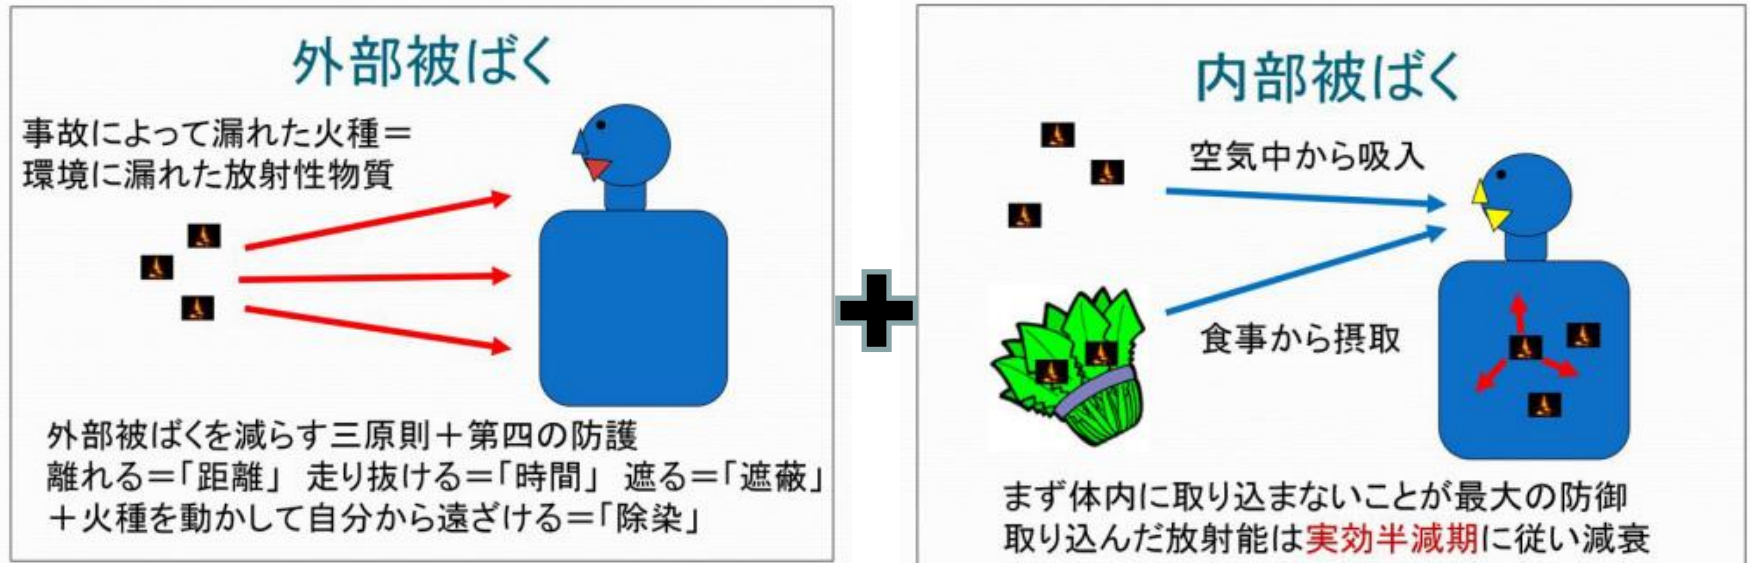 外部被ばく
事故によって漏れた火種＝
環境に漏れた放射性物質
外部被ばくを減らす三原則＋第四の防護
離れる＝「距離」 走り抜ける＝「時間」 遮る＝「遮蔽」
＋火種を動かして自分から遠ざける＝「除染」
内部被ばく
空気中から吸入
食事から摂取
まず体内に取り込まないことが最大の防御
取り込んだ放射能は実効半減期に従い減衰